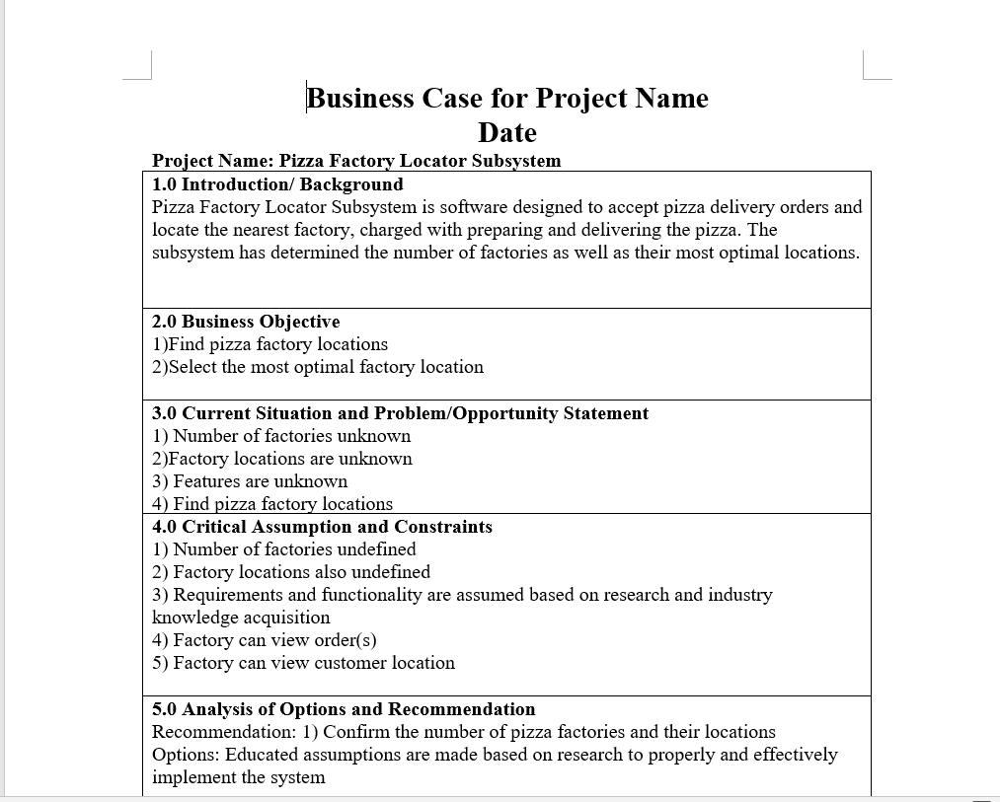 Business Case for Project Name
Date
Project Name: Pizza Factory Locator Subsystem
1.0 Introduction/ Background
Pizza Factory Locator Subsystem is software designed to accept pizza delivery orders and
locate the nearest factory, charged with preparing and delivering the pizza. The
subsystem has determined the number of factories as well as their most optimal locations.
2.0 Business Objective
1)Find pizza factory locations
2)Select the most optimal factory location
3.0 Current Situation and Problem/Opportunity Statement
1) Number of factories unknown
2)Factory locations are unknown
3) Features are unknown
4) Find pizza factory locations
4.0 Critical Assumption and Constraints
1) Number of factories undefined
2) Factory locations also undefined
3) Requirements and functionality are assumed based on research and industry
knowledge acquisition
4) Factory can view order(s)
5) Factory can view customer location
5.0 Analysis of Options and Recommendation
Recommendation: 1) Confirm the number of pizza factories and their locations
Options: Educated assumptions are made based on research to properly and effectively
implement the system